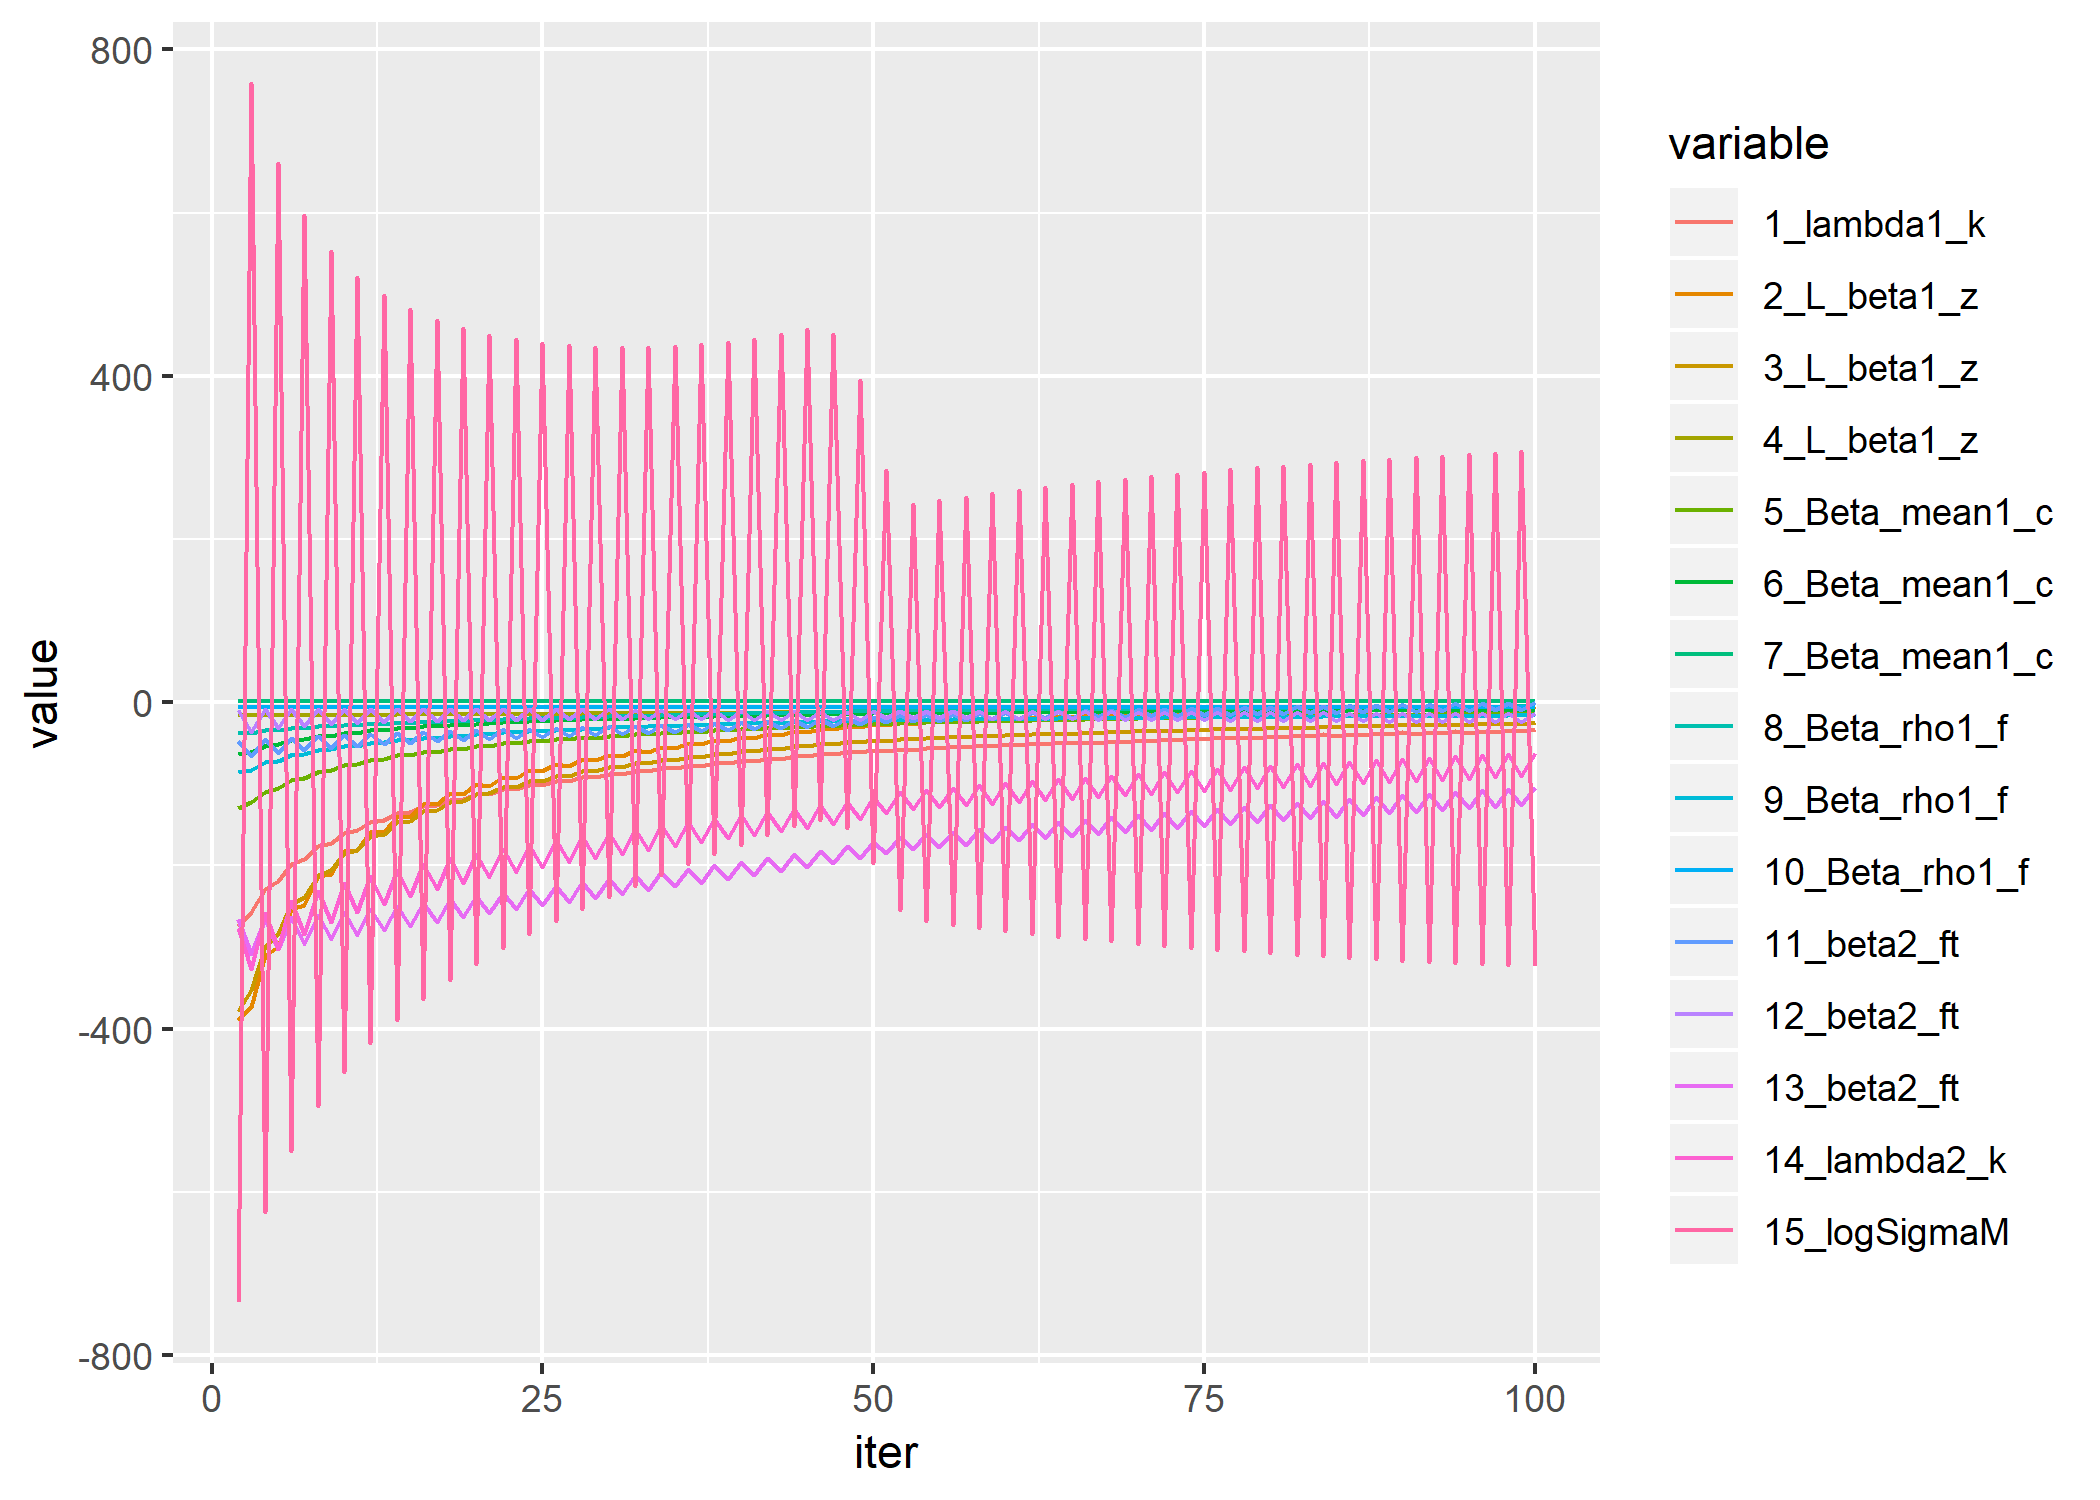 800
400
0
-400
-800
value
0
25
50
75
100
iter
variable
1_lambda1_k
2_L_beta1_z
3_L_beta1_z
4_L_beta1_z
5_Beta_mean1_c
6_Beta_mean1_c
7_Beta_mean1_c
8_Beta_rho1_f
9_Beta_rho1_f
10_Beta_rho1_f
11_beta2_ft
12_beta2_ft
13_beta2_ft
14_lambda2_k
15_logSigmaM